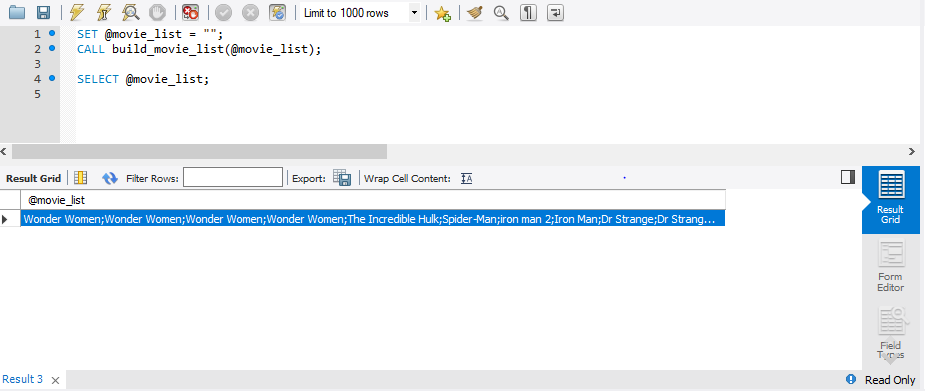 Limit to 1000 rows
1 SET @movie_list = "";
2 CALL build_movie_list(@movie_list);
3
4 SELECT @movie_list;
5
Result Grid Filter Rows: Export: Wrap Cell Content:
@movie_list
Wonder Women;Wonder Women;Wonder Women;Wonder Women;The Incredible Hulk;Spider-Man;iron man 2;Iron Man;Dr Strange;Dr Strang...
Result
Grid
Form
Editor
Field
Types
Result 3 Read Only